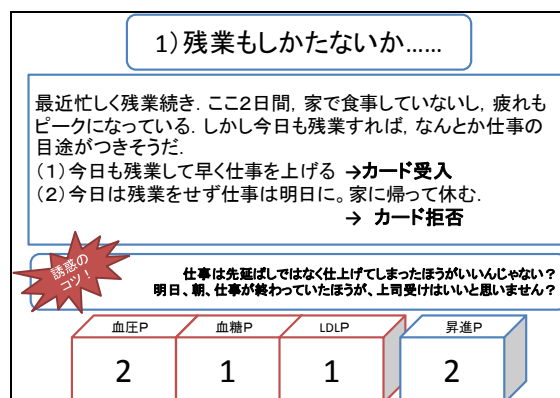 1）残業もしかたないか……
最近忙しく残業続き．ここ2日間，家で食事していないし，疲れも
ピークになっている．しかし今日も残業すれば，なんとか仕事の
目途がつきそうだ．
（1）今日も残業して早く仕事を上げる →カード受入
（2）今日は残業をせず仕事は明日に。家に帰って休む．
→ カード拒否
誘惑の
コツ！
仕事は先延ばしではなく仕上げてしまったほうがいいんじゃない？
明日、朝、仕事が終わっていたほうが、上司受けはいいと思いません？
血圧P 血糖P LDLP 昇進P
2 1 1 2